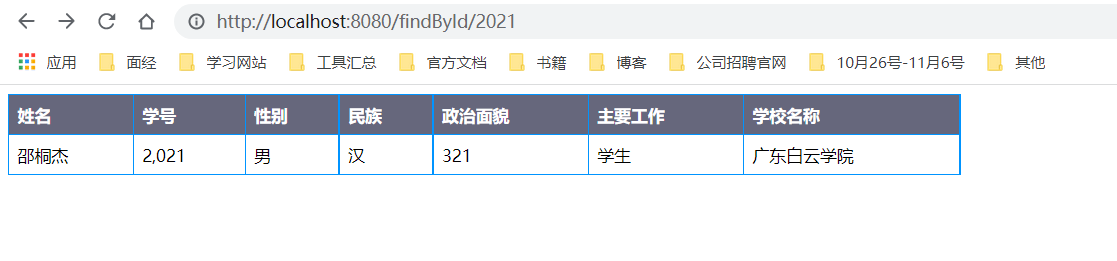 http://localhost:8080/findById/2021
应用 面经 学习网站 工具汇总 官方文档 书籍 博客 公司招聘官网 10月26号-11月6号 其他
姓名 学号 性别 民族 政治面貌 主要工作 学校名称
邵桐杰 2,021 男 汉 321 学生 广东白云学院